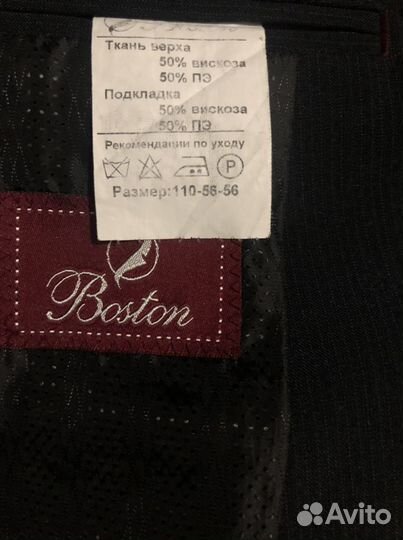 Ткань верха
50% вискоза
50% ПЭ
Подкладка
50% вискоза
50% ПЭ
Рекомендации по уходу
P
Размер:110-56-56
Boston
Avito